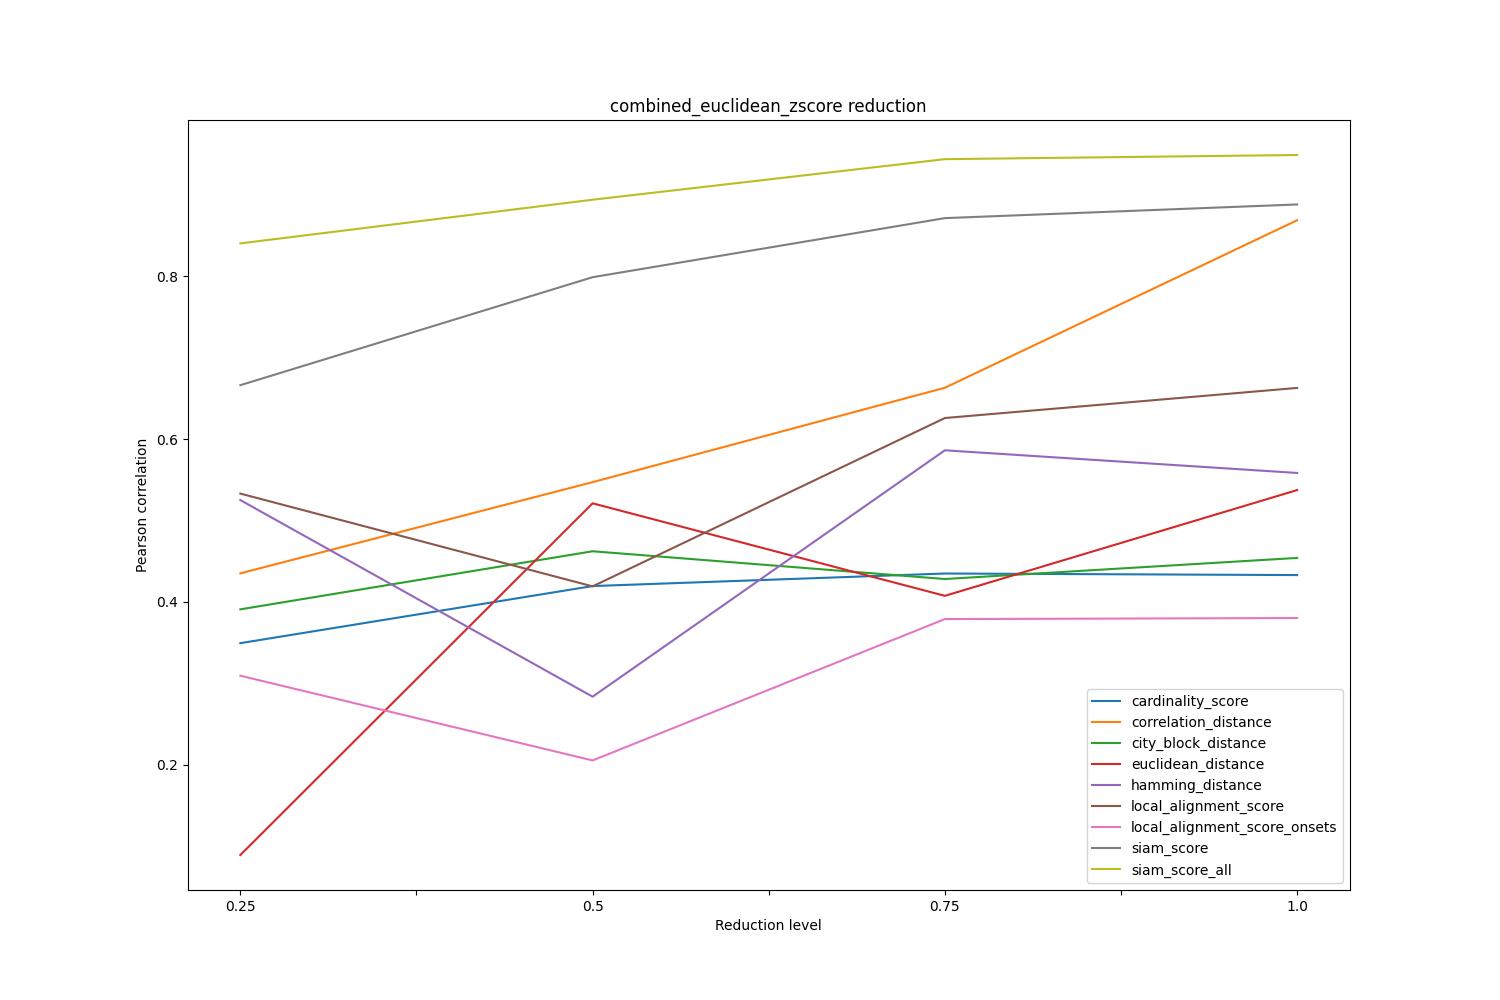 combined_euclidean_zscore reduction
Pearson correlation
0.8
0.6
0.4
0.2
0.25
0.5
0.75
1.0
Reduction level
cardinality_score
correlation_distance
city_block_distance
euclidean_distance
hamming_distance
local_alignment_score
local_alignment_score_onsets
siam_score
siam_score_all